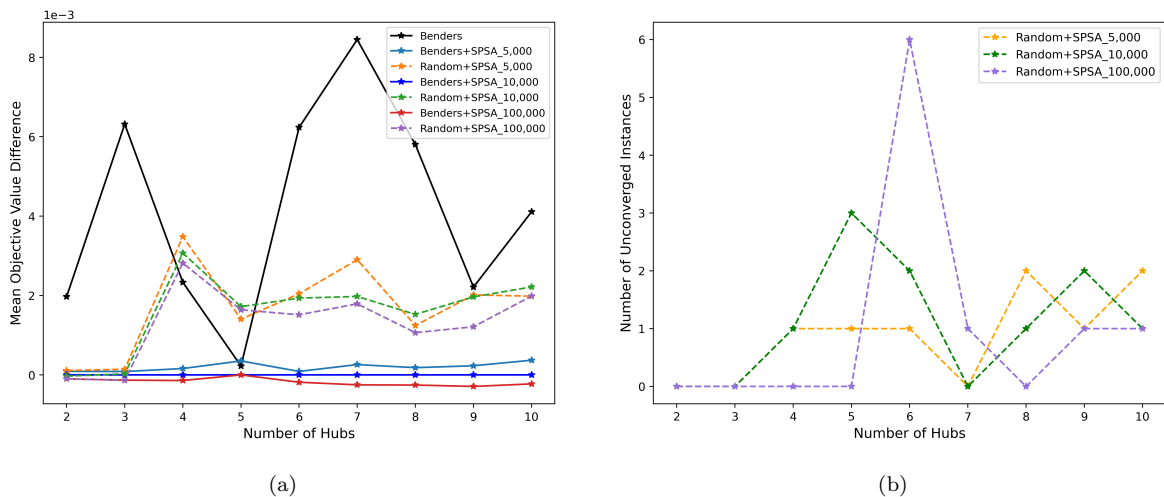 1e−3
8
6
4
2
0
Mean Objective Value Difference
2 3 4 5 6 7 8 9 10
Number of Hubs
Benders
Benders+SPSA_5,000
Random+SPSA_5,000
Benders+SPSA_10,000
Random+SPSA_10,000
Benders+SPSA_100,000
Random+SPSA_100,000
(a)
6
5
4
3
2
1
0
Number of Unconverged Instances
2 3 4 5 6 7 8 9 10
Number of Hubs
Random+SPSA_5,000
Random+SPSA_10,000
Random+SPSA_100,000
(b)